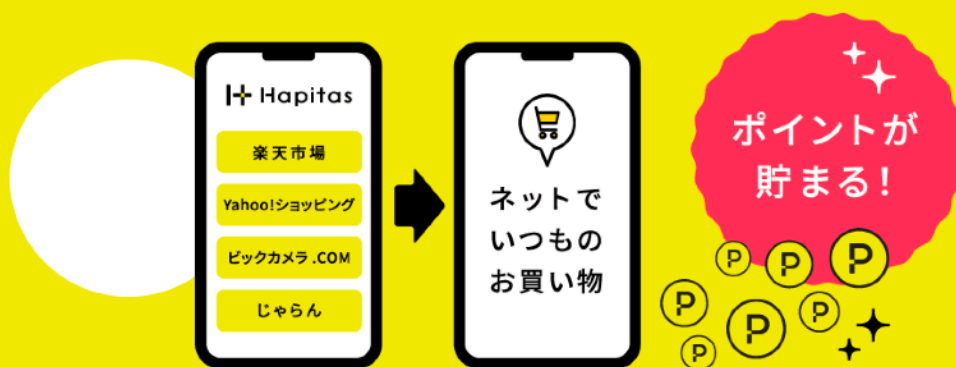 Hapitas
楽天市場
Yahoo!ショッピング
ビックカメラ.COM
じゃらん
ネットで
いつもの
お買い物
ポイントが
貯まる!
P
P
P
P
P
P
P